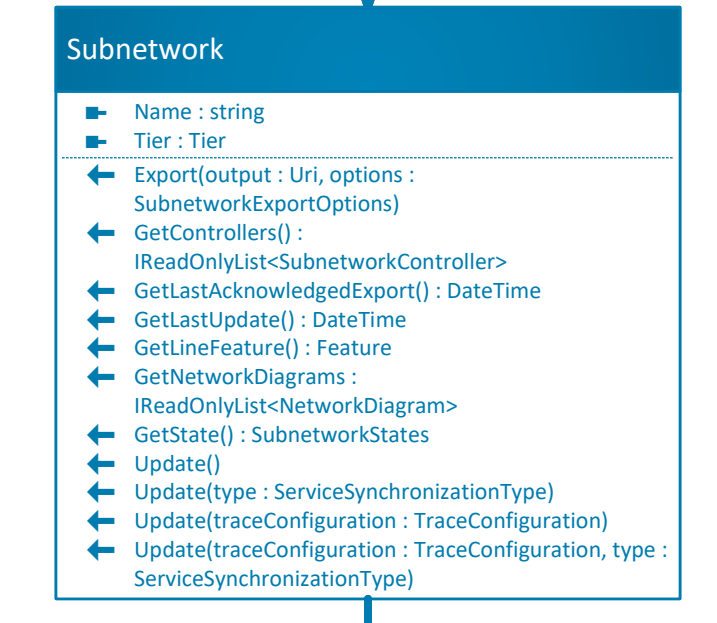 Subnetwork
Name : string
Tier : Tier
Export(output : Uri, options :
SubnetworkExportOptions)
GetControllers() :
IReadOnlyList<SubnetworkController>
GetLastAcknowledgedExport() : DateTime
GetLastUpdate() : DateTime
GetLineFeature() : Feature
GetNetworkDiagrams :
IReadOnlyList<NetworkDiagram>
GetState() : SubnetworkStates
Update()
Update(type : ServiceSynchronizationType)
Update(traceConfiguration : TraceConfiguration)
Update(traceConfiguration : TraceConfiguration, type :
ServiceSynchronizationType)